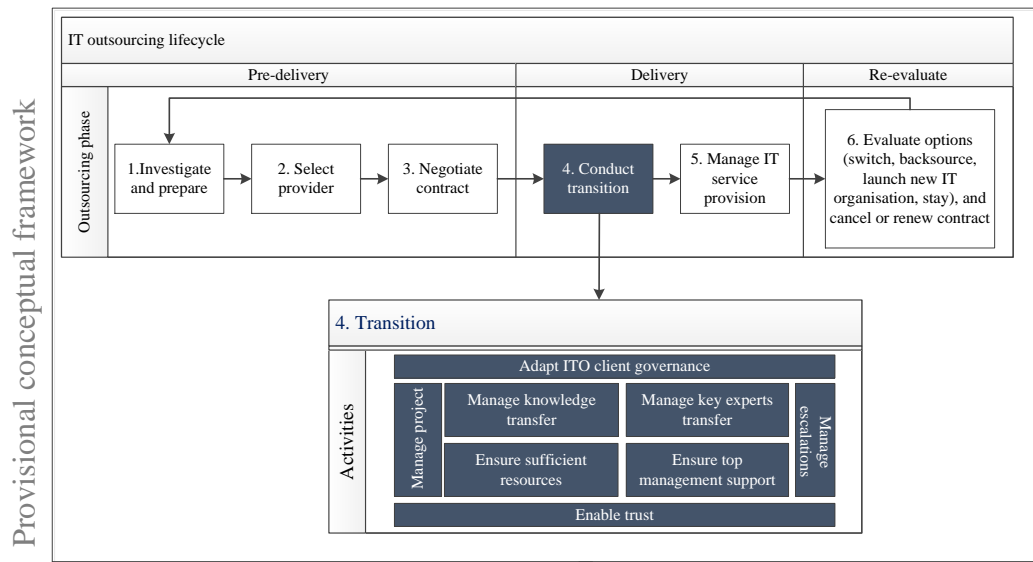 Provisional conceptual framework
IT outsourcing lifecycle
Pre-delivery
Delivery
Re-evaluate
Outsourcing phase
1.Investigate
and prepare
2. Select
provider
3. Negotiate
contract
4. Conduct
transition
5. Manage IT
service
provision
6. Evaluate options
(switch, backsource,
launch new IT
organisation, stay), and
cancel or renew contract
4. Transition
Activities
Adapt ITO client governance
Manage project
Manage knowledge
transfer
Manage key experts
transfer
Manage
escalations
Ensure sufficient
resources
Ensure top
management support
Enable trust